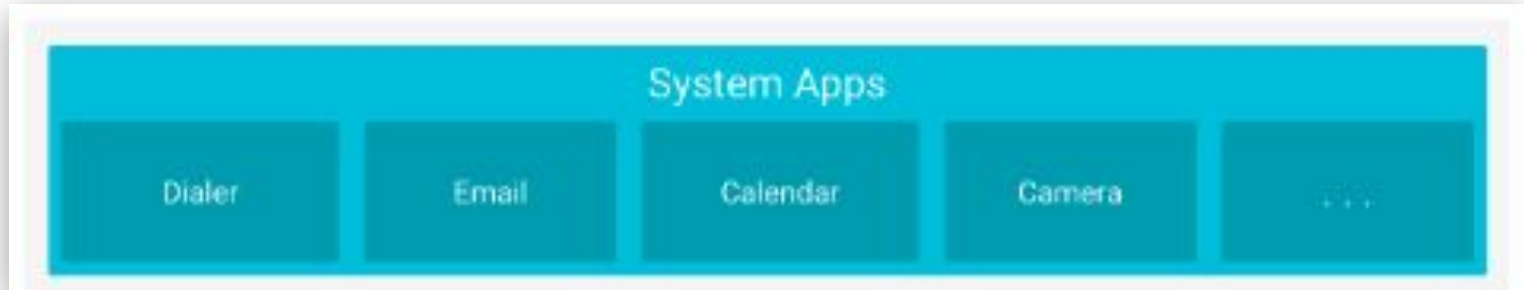 System Apps
Dialer
Email
Calendar
Camera
. . .